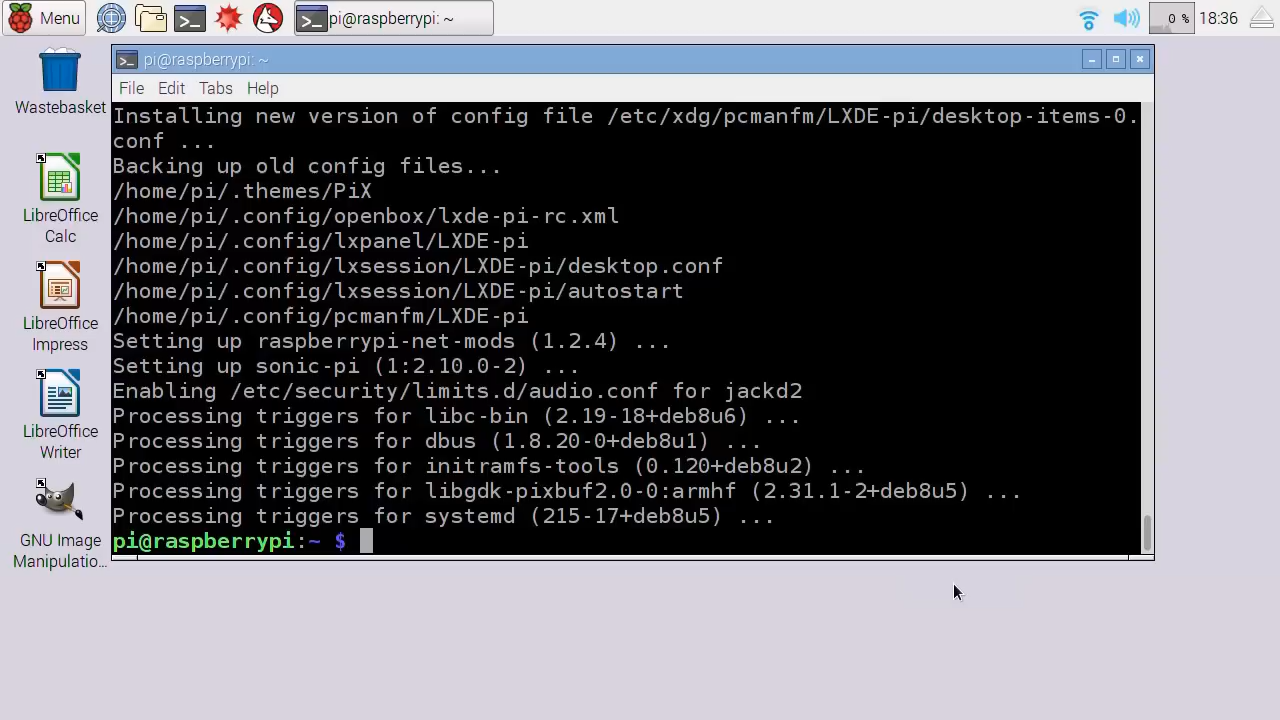 Menu
pi@raspberrypi: ~
0 %
18:36
Wastebasket
LibreOffice
Calc
LibreOffice
Impress
LibreOffice
Writer
GNU Image
Manipulatio...
pi@raspberrypi: ~
File Edit Tabs Help
Installing new version of config file /etc/xdg/pcmanfm/LXDE-pi/desktop-items-0.
conf ...
Backing up old config files...
/home/pi/.themes/PiX
/home/pi/.config/openbox/lxde-pi-rc.xml
/home/pi/.config/lxpanel/LXDE-pi
/home/pi/.config/lxsession/LXDE-pi/desktop.conf
/home/pi/.config/lxsession/LXDE-pi/autostart
/home/pi/.config/pcmanfm/LXDE-pi
Setting up raspberrypi-net-mods (1.2.4) ...
Setting up sonic-pi (1:2.10.0-2) ...
Enabling /etc/security/limits.d/audio.conf for jackd2
Processing triggers for libc-bin (2.19-18+deb8u6) ...
Processing triggers for dbus (1.8.20-0+deb8u1) ...
Processing triggers for initramfs-tools (0.120+deb8u2) ...
Processing triggers for libgdk-pixbuf2.0-0:armhf (2.31.1-2+deb8u5) ...
Processing triggers for systemd (215-17+deb8u5) ...
pi@raspberrypi:~ $